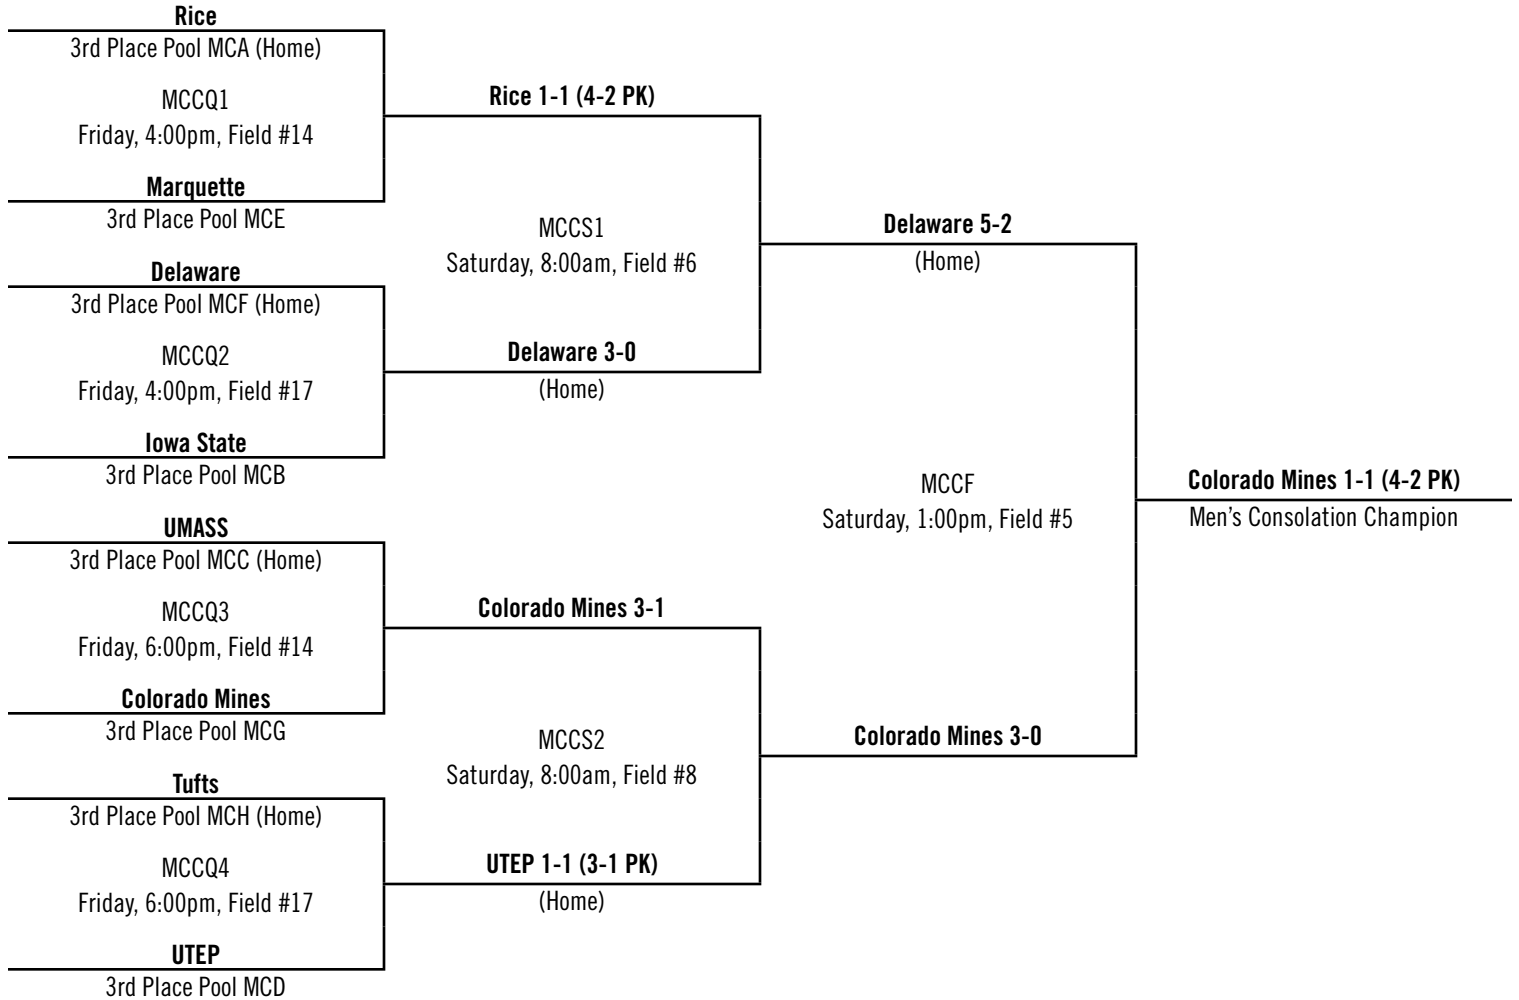 Rice
3rd Place Pool MCA (Home)
MCCQ1
Friday, 4:00pm, Field #14
Marquette
3rd Place Pool MCE
Delaware
3rd Place Pool MCF (Home)
MCCQ2
Friday, 4:00pm, Field #17
Iowa State
3rd Place Pool MCB
UMASS
3rd Place Pool MCC (Home)
MCCQ3
Friday, 6:00pm, Field #14
Colorado Mines
3rd Place Pool MCG
Tufts
3rd Place Pool MCH (Home)
MCCQ4
Friday, 6:00pm, Field #17
UTEP
3rd Place Pool MCD
Rice 1-1 (4-2 PK)
MCCS1
Saturday, 8:00am, Field #6
Delaware 3-0
(Home)
Colorado Mines 3-1
MCCS2
Saturday, 8:00am, Field #8
UTEP 1-1 (3-1 PK)
(Home)
Delaware 5-2
(Home)
MCCF
Saturday, 1:00pm, Field #5
Colorado Mines 3-0
Colorado Mines 1-1 (4-2 PK)
Men’s Consolation Champion